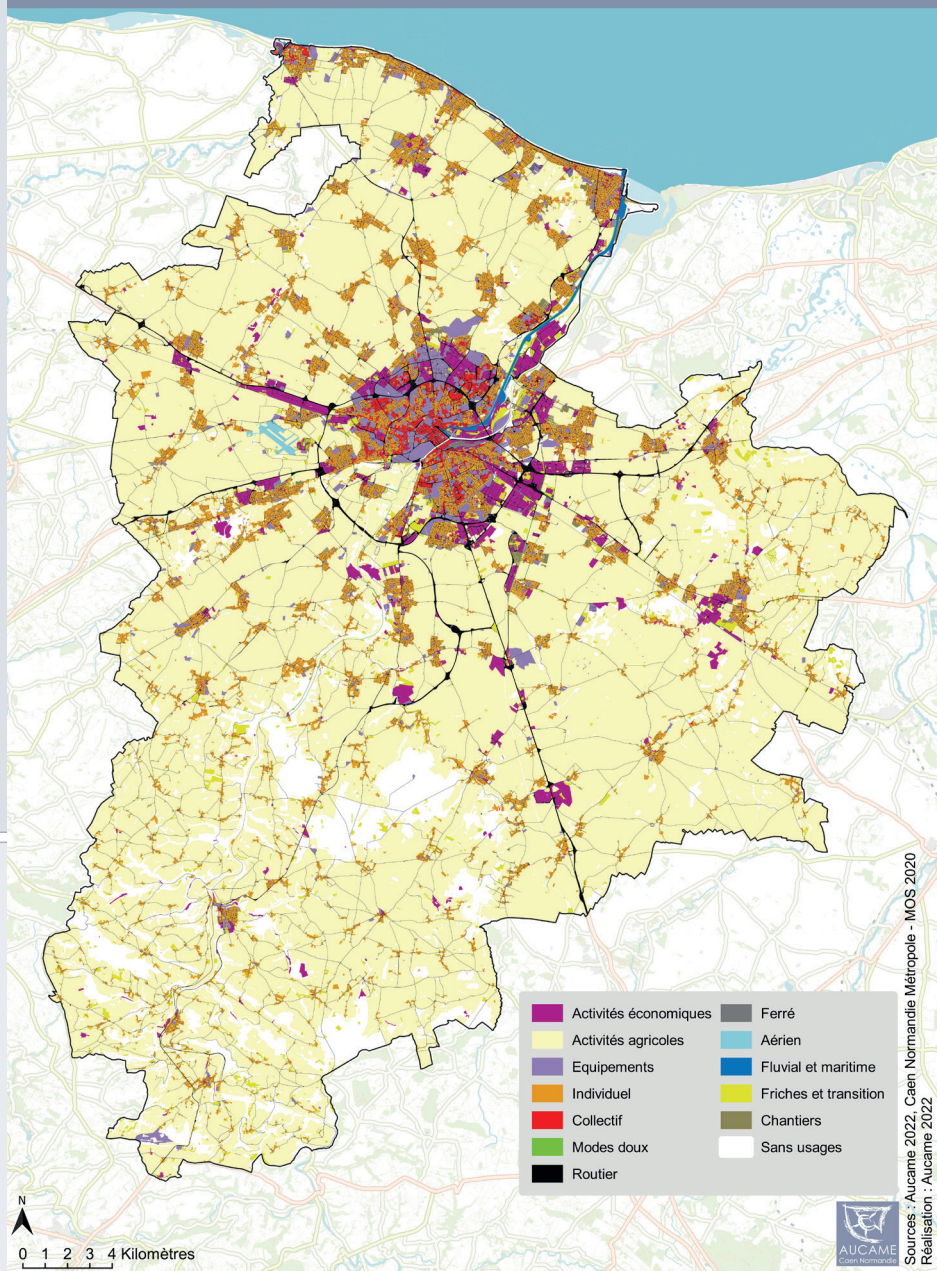 Activités économiques
Activités agricoles
Equipements
Individuel
Collectif
Modes doux
Routier
Ferré
Aérien
Fluvial et maritime
Friches et transition
Chantiers
Sans usages
N
0 1 2 3 4 Kilomètres
AUCAME
Caen Normandie
Sources : Aucame 2022, Caen Normandie Métropole - MOS 2020
Réalisation : Aucame 2022